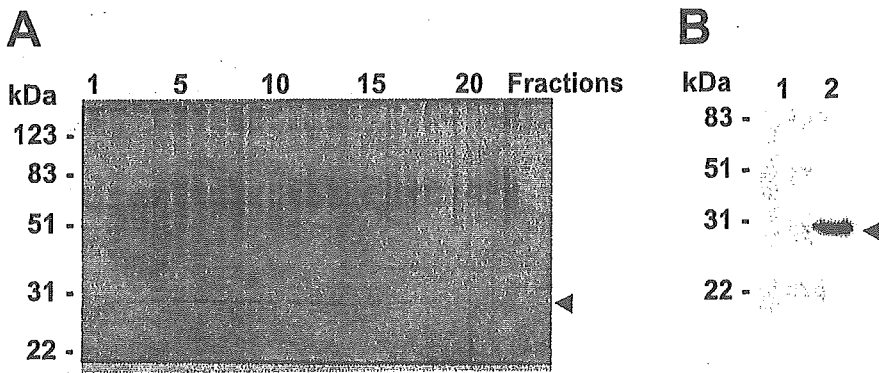 A
1 5 10 15 20 Fractions
kDa
123 -
83 -
51 -
31 -
22 -
B
kDa 1 2
83 -
51 -
31 -
22 -